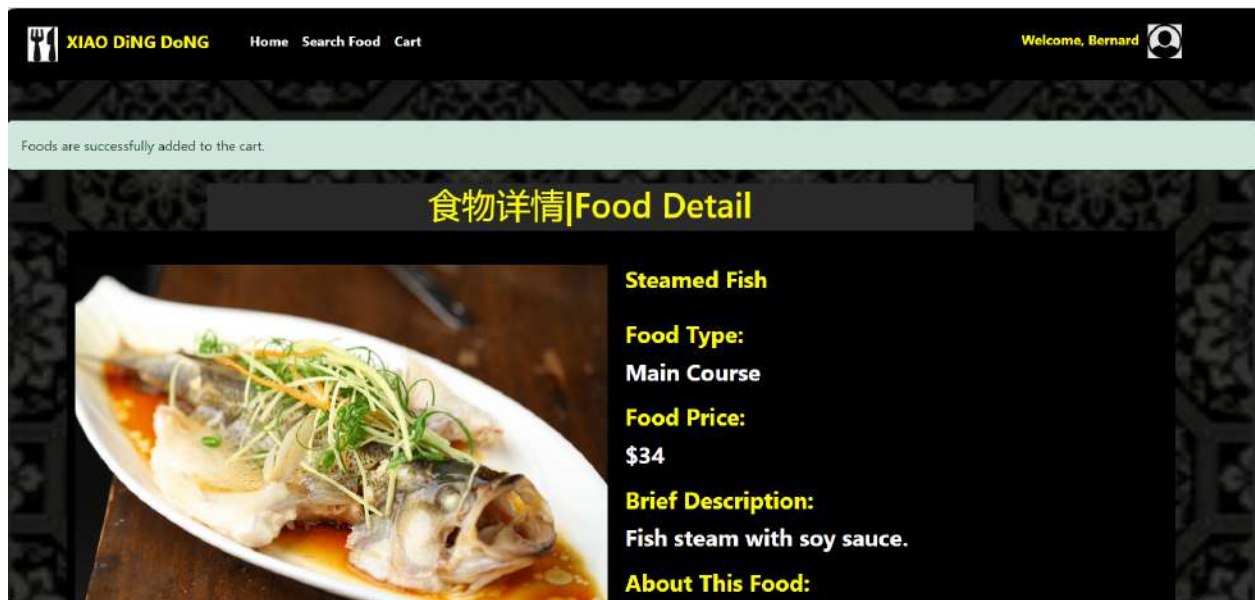 XIAO DiNG DoNG Home Search Food Cart Welcome, Bernard
Foods are successfully added to the cart.
食物详情|Food Detail
Steamed Fish
Food Type:
Main Course
Food Price:
$34
Brief Description:
Fish steam with soy sauce.
About This Food: